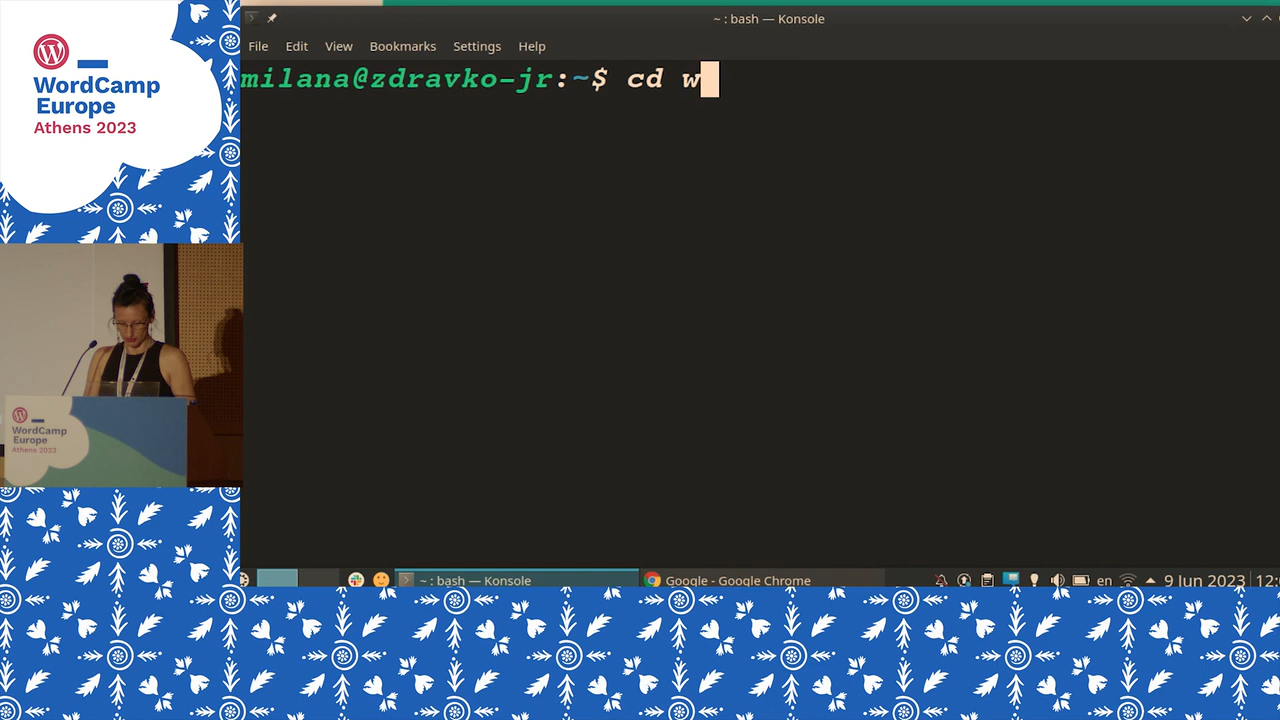 WordCamp
Europe
Athens 2023
WordCamp
Europe
Athens 2023
~ : bash — Konsole
File Edit View Bookmarks Settings Help
milana@zdravko-jr:~$ cd w
~ : bash — Konsole
Google - Google Chrome
en
9 Jun 2023